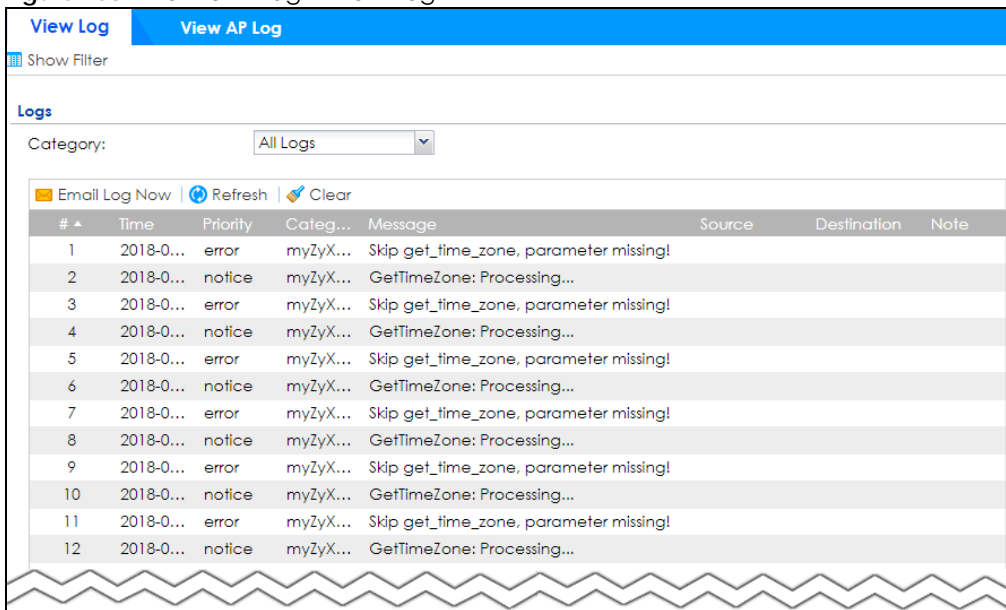 View Log View AP Log
Show Filter
Logs
Category: All Logs
Email Log Now Refresh Clear
# Time Priority Categ... Message Source Destination Note
1 2018-0... error myZyX... Skip get_time_zone, parameter missing!
2 2018-0... notice myZyX... GetTimeZone: Processing...
3 2018-0... error myZyX... Skip get_time_zone, parameter missing!
4 2018-0... notice myZyX... GetTimeZone: Processing...
5 2018-0... error myZyX... Skip get_time_zone, parameter missing!
6 2018-0... notice myZyX... GetTimeZone: Processing...
7 2018-0... error myZyX... Skip get_time_zone, parameter missing!
8 2018-0... notice myZyX... GetTimeZone: Processing...
9 2018-0... error myZyX... Skip get_time_zone, parameter missing!
10 2018-0... notice myZyX... GetTimeZone: Processing...
11 2018-0... error myZyX... Skip get_time_zone, parameter missing!
12 2018-0... notice myZyX... GetTimeZone: Processing...